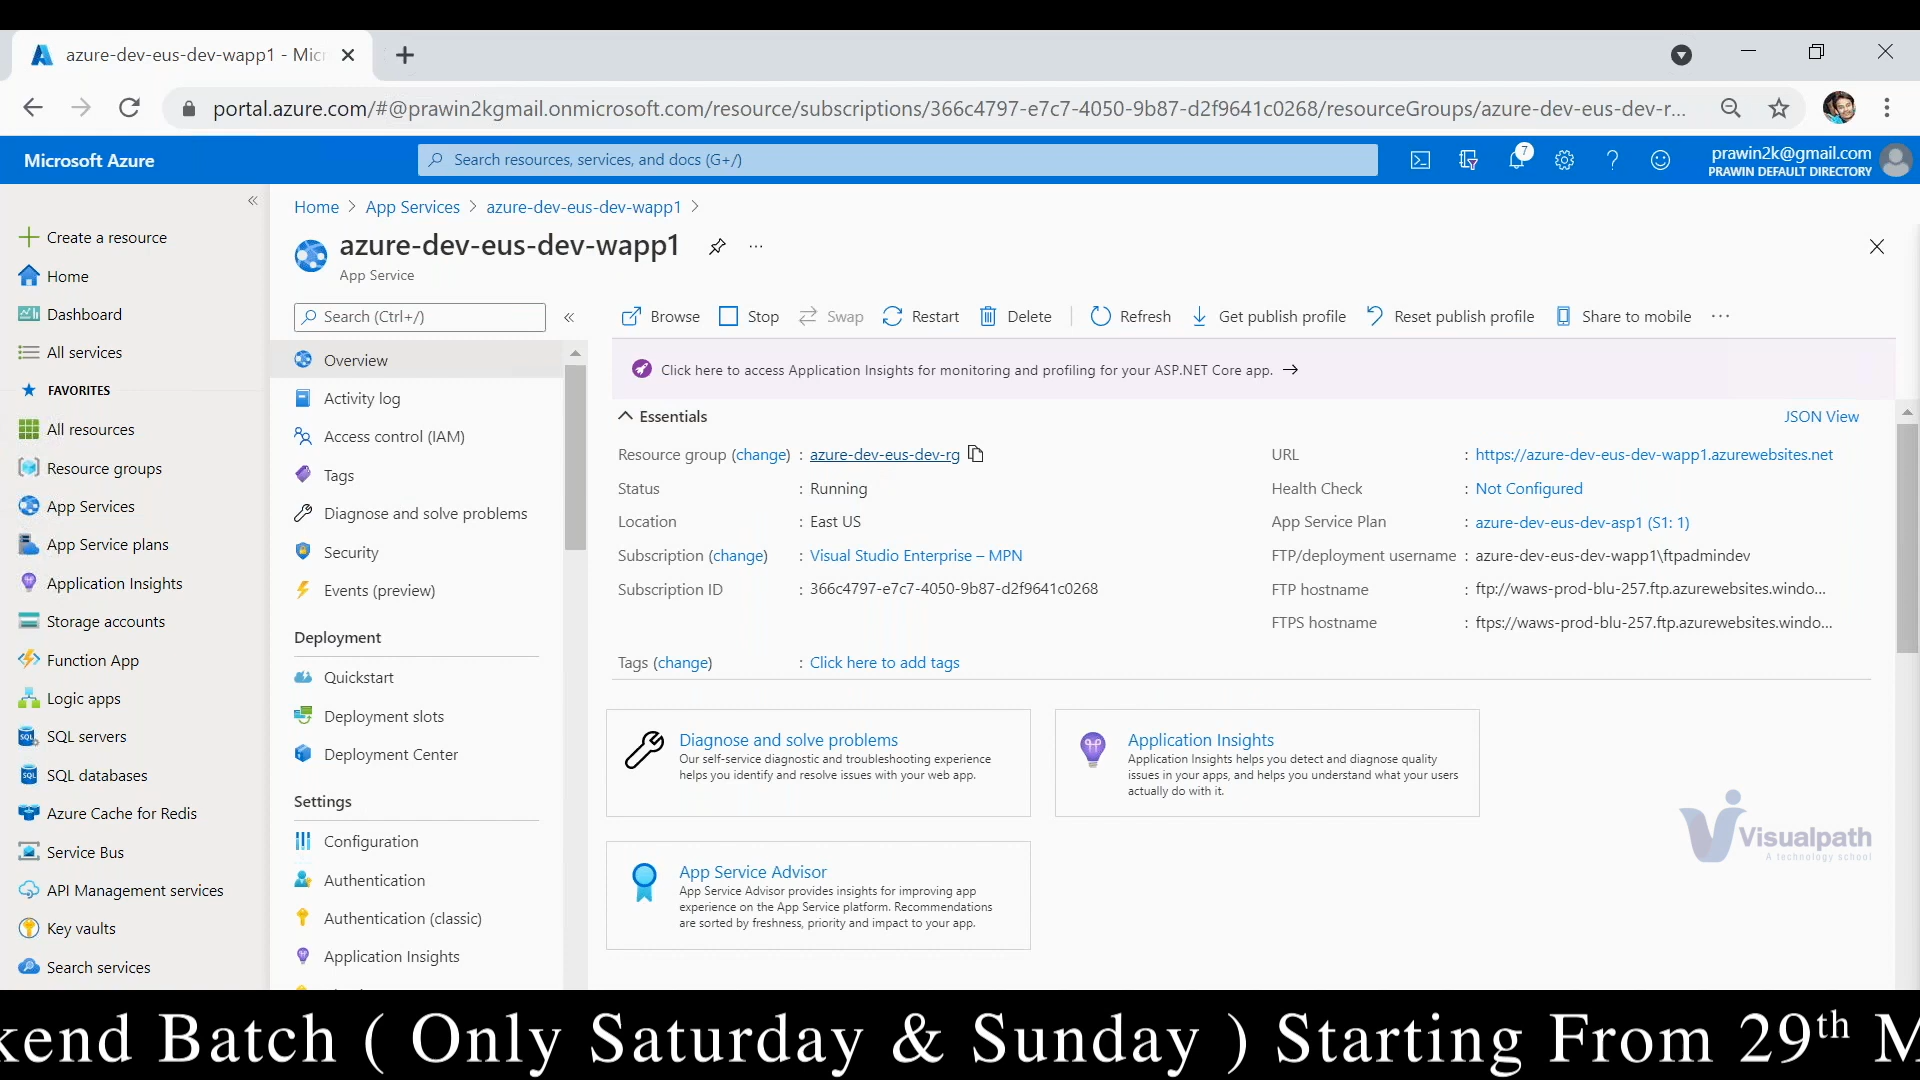 azure-dev-eus-dev-wapp1 - Micr
portal.azure.com/#@prawin2kgmail.onmicrosoft.com/resource/subscriptions/366c4797-e7c7-4050-9b87-d2f9641c0268/resourceGroups/azure-dev-eus-dev-r...
Microsoft Azure
Search resources, services, and docs (G+/)
7
prawin2k@gmail.com
PRAWIN DEFAULT DIRECTORY
Create a resource
Home
Dashboard
All services
FAVORITES
All resources
Resource groups
App Services
App Service plans
Application Insights
Storage accounts
Function App
Logic apps
SQL servers
SQL databases
Azure Cache for Redis
Service Bus
API Management services
Key vaults
Search services
Home > App Services > azure-dev-eus-dev-wapp1 >
azure-dev-eus-dev-wapp1
App Service
Search (Ctrl+/)
Overview
Activity log
Access control (IAM)
Tags
Diagnose and solve problems
Security
Events (preview)
Deployment
Quickstart
Deployment slots
Deployment Center
Settings
Configuration
Authentication
Authentication (classic)
Application Insights
Browse Stop Swap Restart Delete Refresh Get publish profile Reset publish profile Share to mobile ...
Click here to access Application Insights for monitoring and profiling for your ASP.NET Core app. →
Essentials
JSON View
Resource group (change) : azure-dev-eus-dev-rg
Status : Running
Location : East US
Subscription (change) : Visual Studio Enterprise – MPN
Subscription ID : 366c4797-e7c7-4050-9b87-d2f9641c0268
Tags (change) : Click here to add tags
URL : https://azure-dev-eus-dev-wapp1.azurewebsites.net
Health Check : Not Configured
App Service Plan : azure-dev-eus-dev-asp1 (S1: 1)
FTP/deployment username : azure-dev-eus-dev-wapp1\ftpadmindev
FTP hostname : ftp://waws-prod-blu-257.ftp.azurewebsites.windo...
FTPS hostname : ftps://waws-prod-blu-257.ftp.azurewebsites.windo...
Diagnose and solve problems
Our self-service diagnostic and troubleshooting experience
helps you identify and resolve issues with your web app.
Application Insights
Application Insights helps you detect and diagnose quality
issues in your apps, and helps you understand what your users
actually do with it.
App Service Advisor
App Service Advisor provides insights for improving app
experience on the App Service platform. Recommendations
are sorted by freshness, priority and impact to your app.
Visualpath
A technology school
kend Batch ( Only Saturday & Sunday ) Starting From 29th M